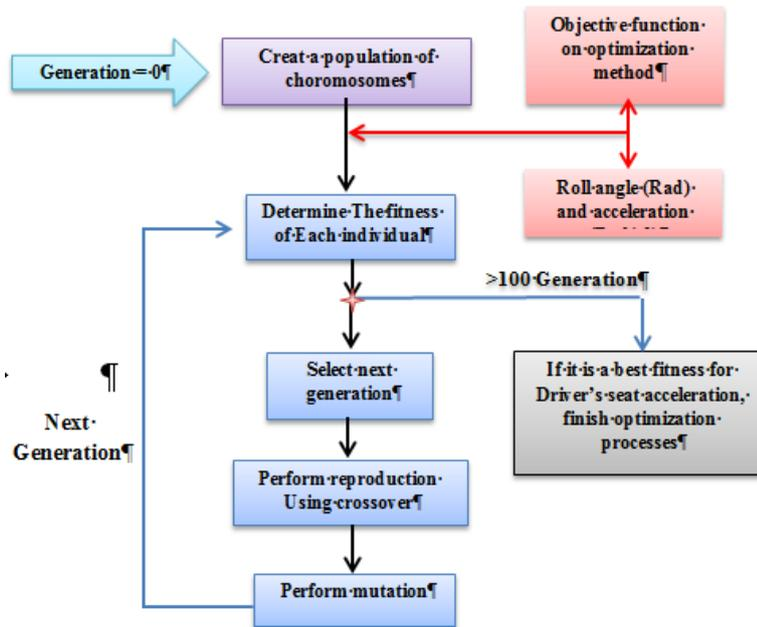 Objective·function·
on·optimization·
method¶
Generation·=·0¶
Creat·a·population·of·
choromosomes¶
Roll·angle·(Rad)·
and·acceleration·
Determine·The·fitness·
of·Each·individual¶
>100·Generation¶
Select·next·
generation¶
If·it·is·a·best·fitness·for·
Driver's·seat·acceleration,·
finish·optimization·
processes¶
¶
Next·
Generation¶
Perform·reproduction·
Using·crossover¶
Perform·mutation¶